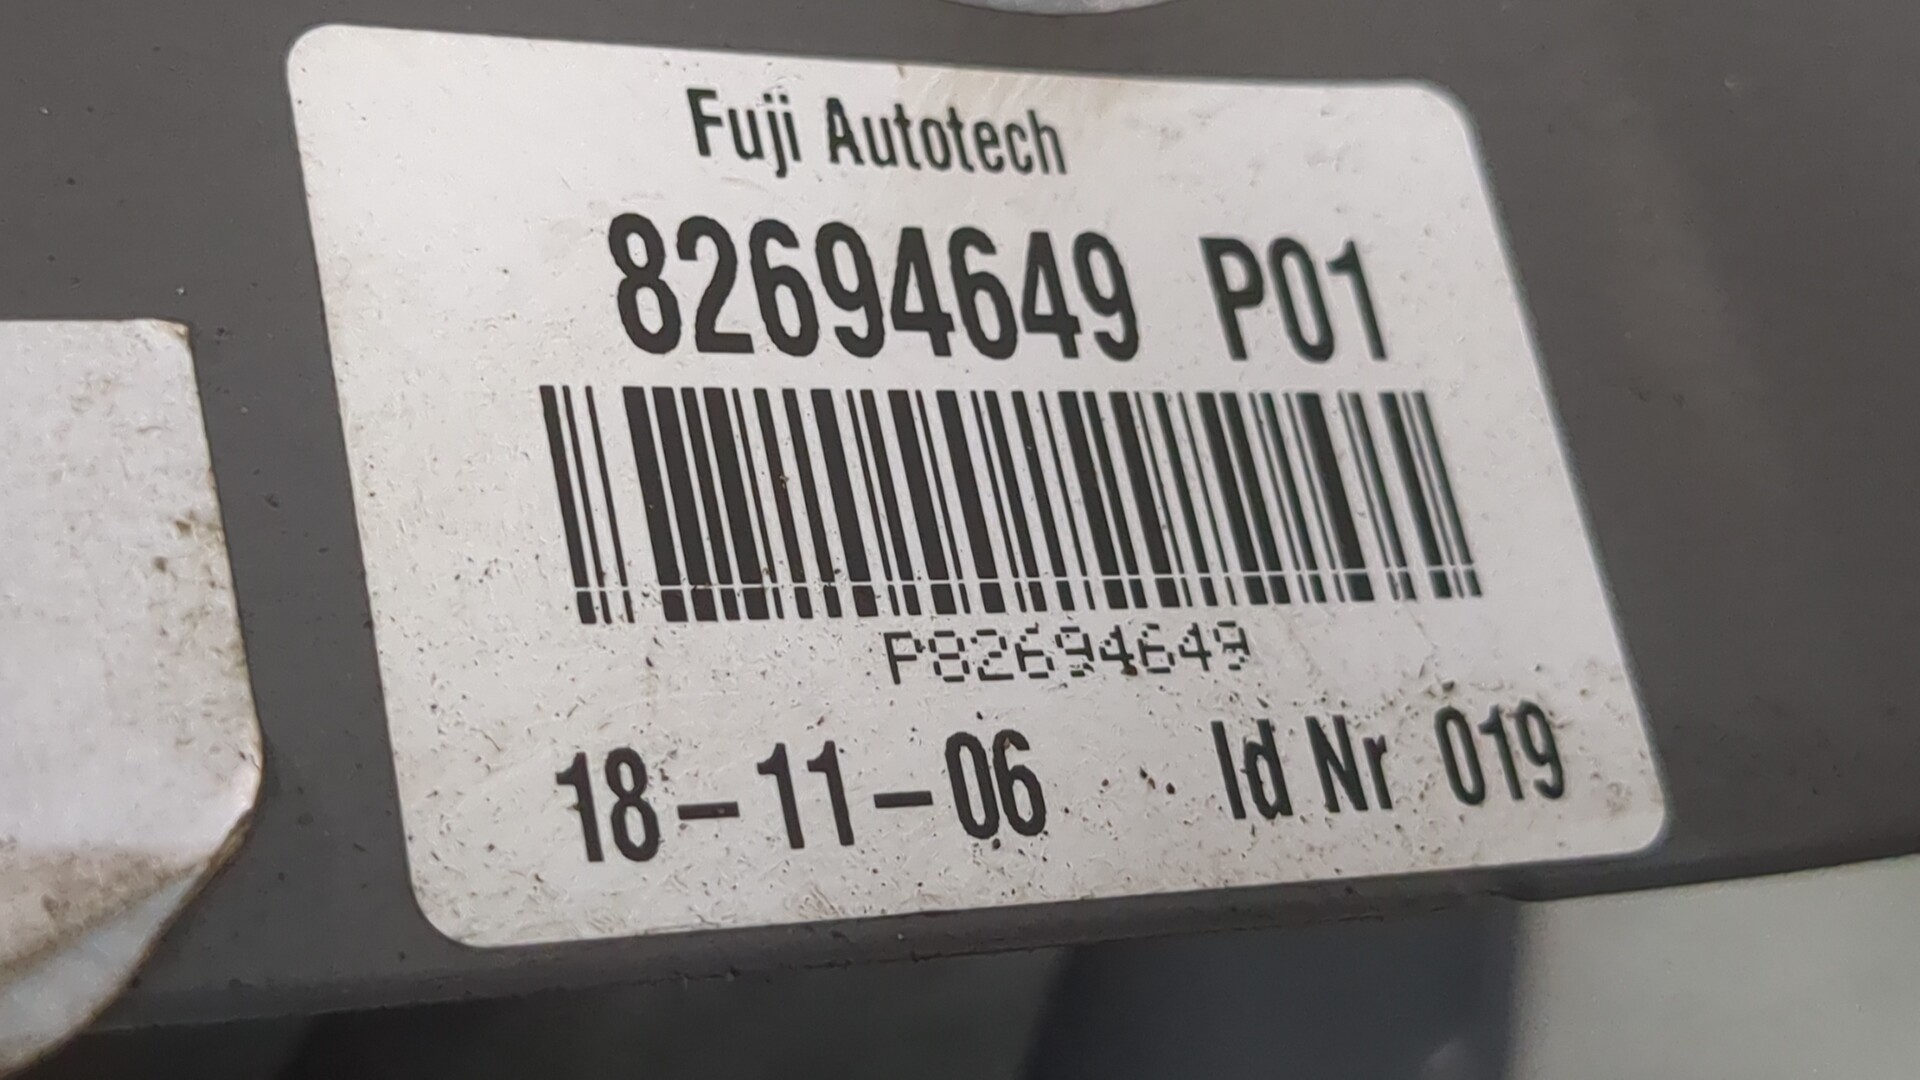 Fuji Autotech
82694649 P01
P82694649
18-11-06 Id Nr 019